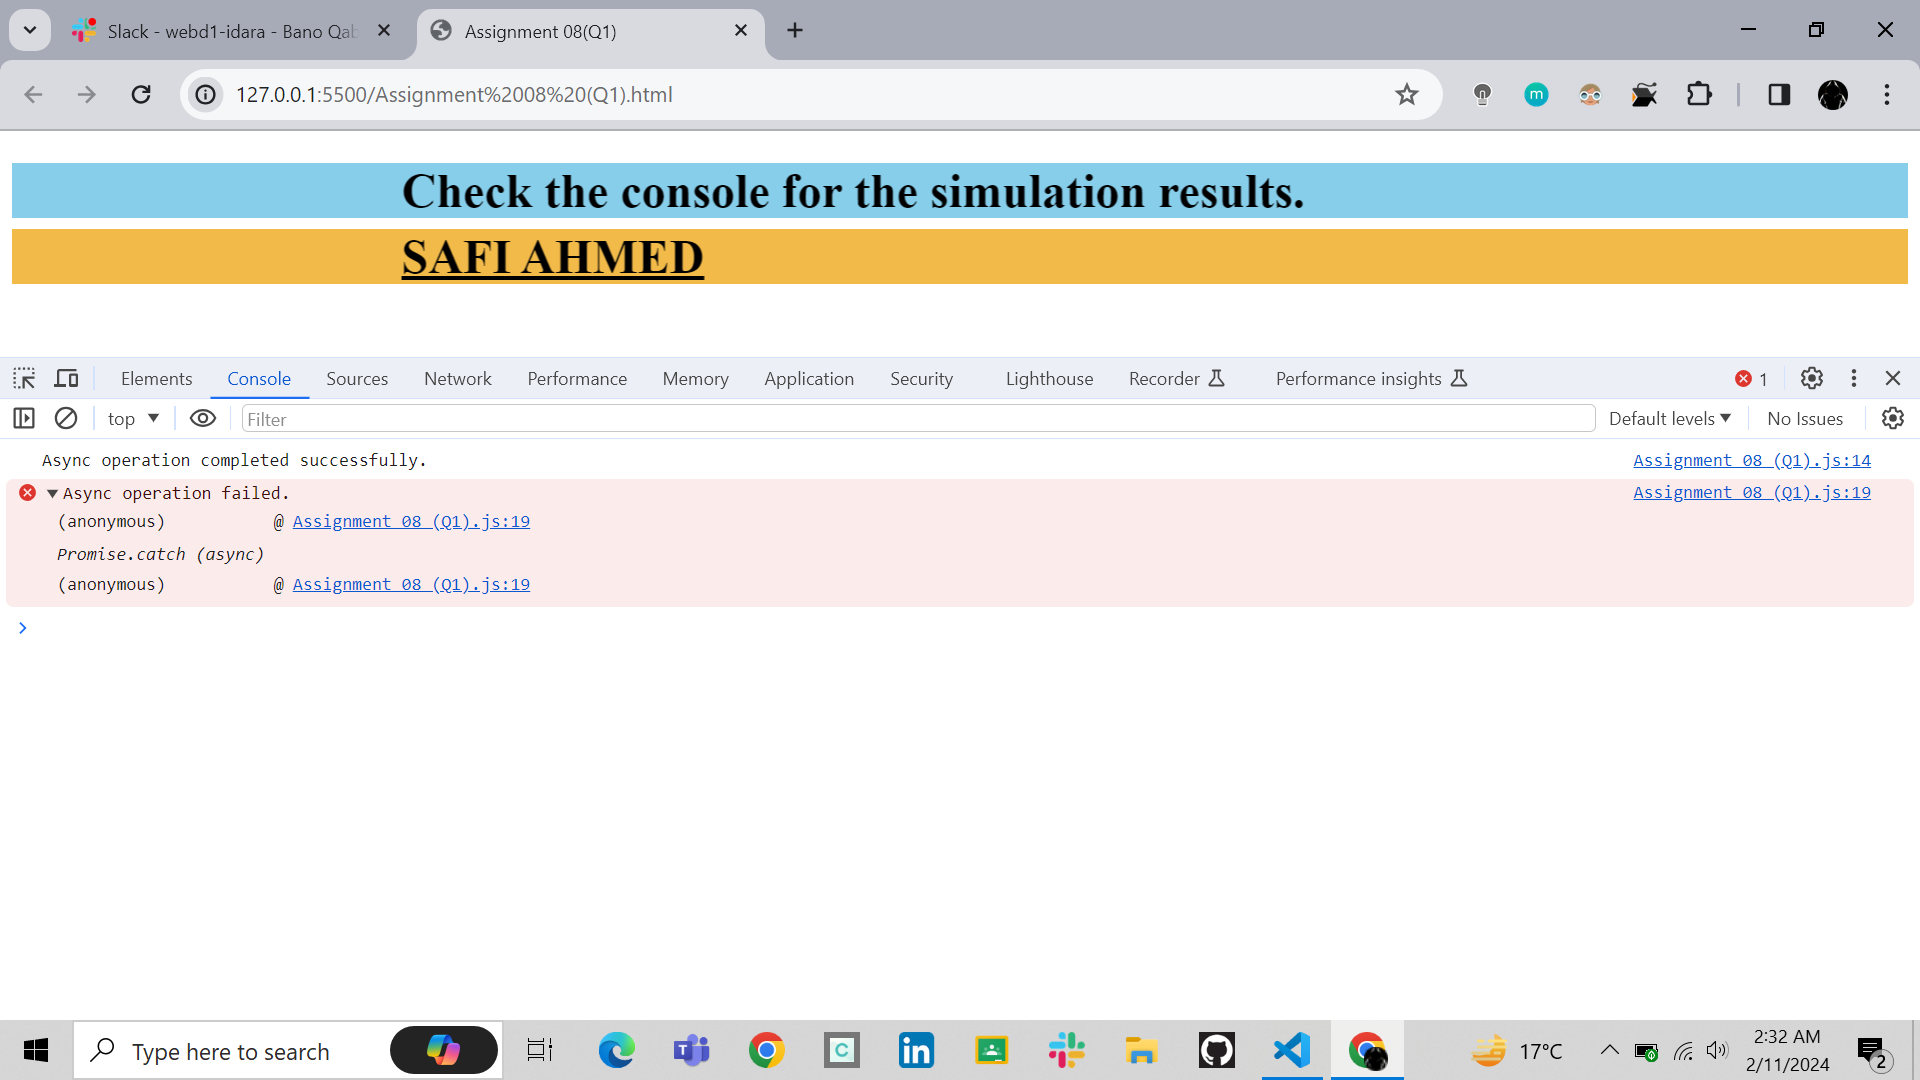 Slack - webd1-idara - Bano Qab
Assignment 08(Q1)
127.0.0.1:5500/Assignment%2008%20(Q1).html
m
Check the console for the simulation results.
SAFI AHMED
Elements Console Sources Network Performance Memory Application Security Lighthouse Recorder Performance insights 1
top Filter Default levels No Issues
Async operation completed successfully. Assignment 08 (Q1).js:14
Async operation failed. Assignment 08 (Q1).js:19
(anonymous) @ Assignment 08 (Q1).js:19
Promise.catch (async)
(anonymous) @ Assignment 08 (Q1).js:19
Type here to search
T
C
in
17°C
2:32 AM
2/11/2024
2